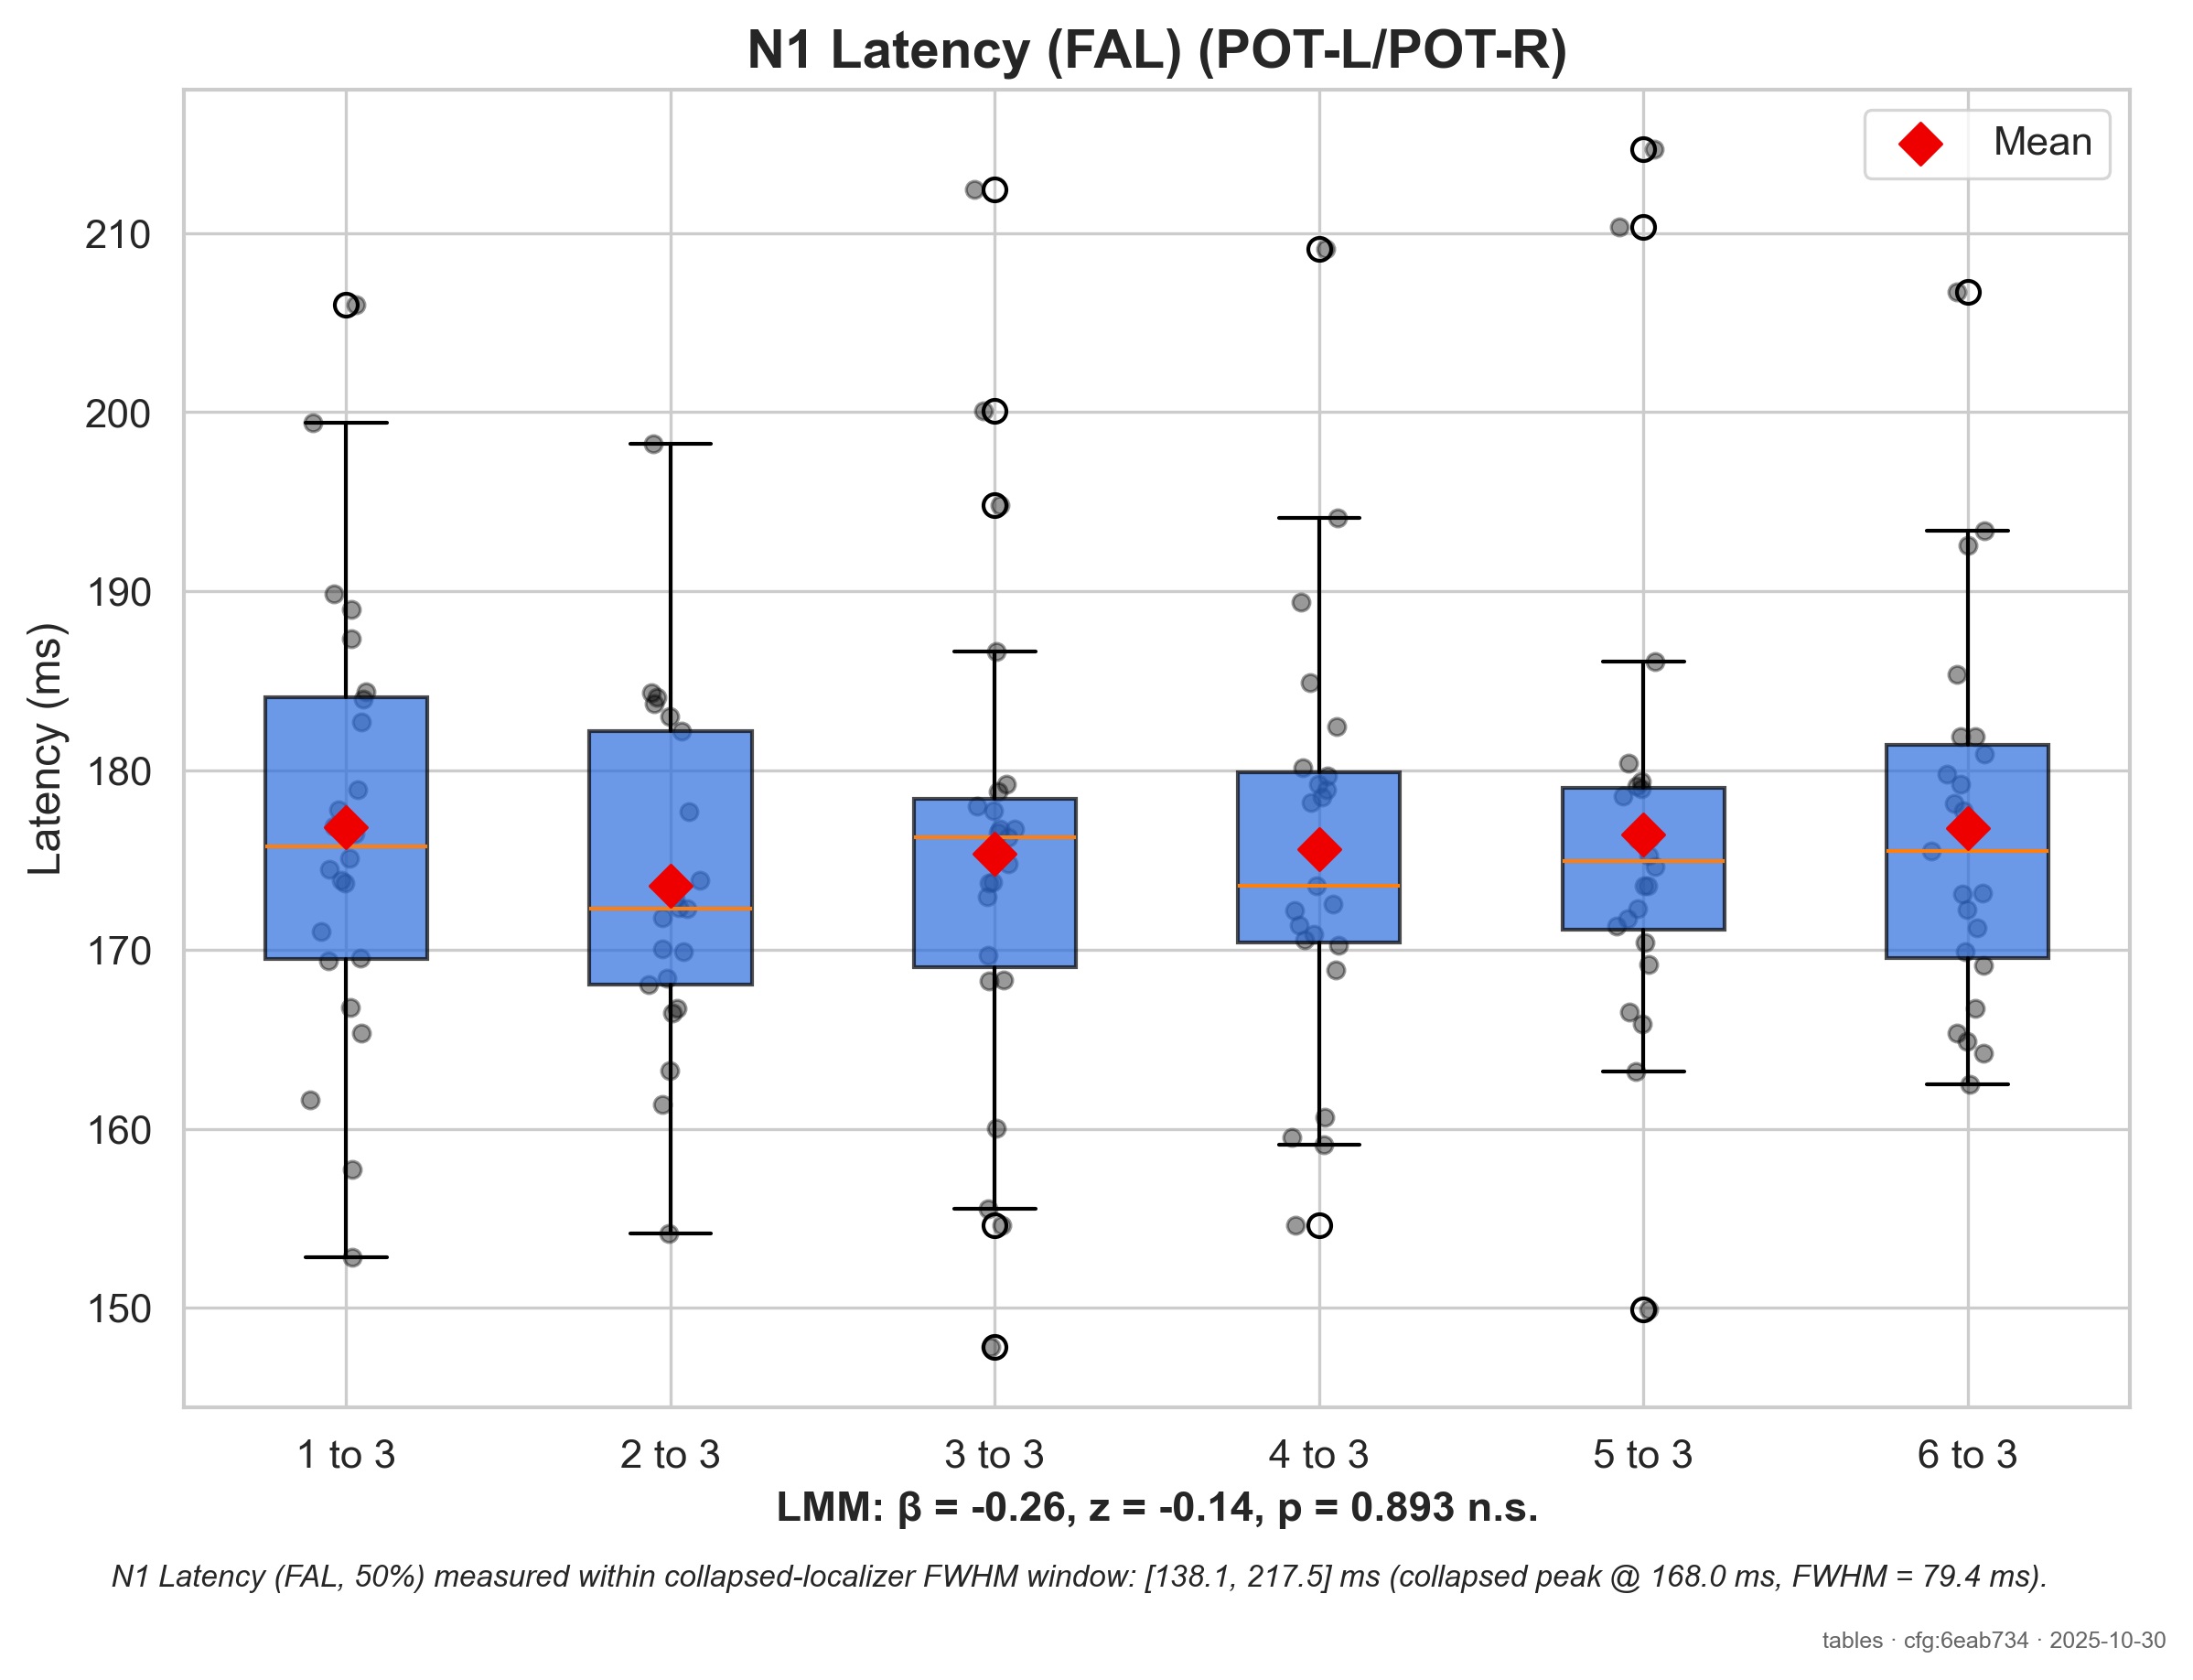 N1 Latency (FAL) (POT-L/POT-R)
Mean
Latency (ms)
210
200
190
180
170
160
150
1 to 3 2 to 3 3 to 3 4 to 3 5 to 3 6 to 3
LMM: β = -0.26, z = -0.14, p = 0.893 n.s.
N1 Latency (FAL, 50%) measured within collapsed-localizer FWHM window: [138.1, 217.5] ms (collapsed peak @ 168.0 ms, FWHM = 79.4 ms).
tables · cfg:6eab734 · 2025-10-30